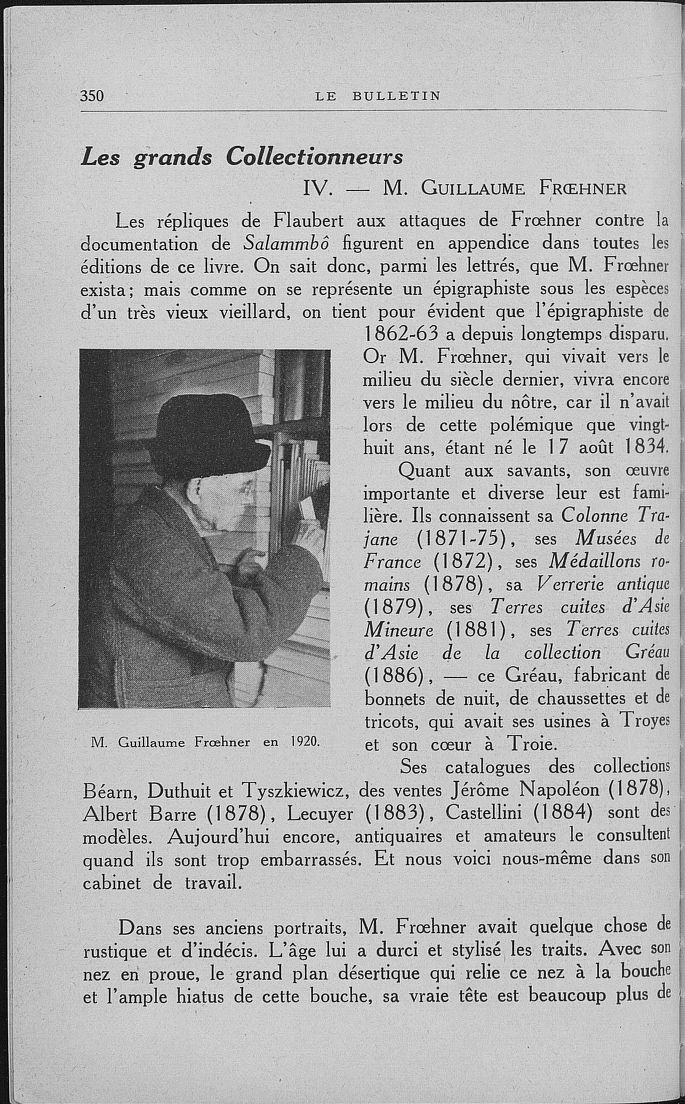 350
LE BULLETIN
Les grands Collectionneurs
IV. — M. Guillaume Frœhner
Les répliques de Flaubert aux attaques de Frœhner contre la
documentation de Salammbô figurent en appendice dans toutes les
éditions de ce livre. On sait donc, parmi les lettrés, que M. Frœhner
exista; mais comme on se représente un épigraphiste sous les espèces
d'un très vieux vieillard, on tient pour évident que l'épigraphiste de
1862-63 a depuis longtemps disparu.
Or M. Frœhner, qui vivait vers le
milieu du siècle dernier, vivra encore
vers le milieu du nôtre, car il n'avait
lors de cette polémique que vingt-
huit ans, étant né le 17 août 1834.
Quant aux savants, son œuvre
importante et diverse leur est fami-
lière. Ils connaissent sa Colonne Tra-
jane (1871-75), ses Musées de
France (1872), ses Médaillons ro-
mains (1878), sa Verrerie antique
(1879), ses Terres cuites d'Asie
Mineure (1881), ses Terres cuites
d'Asie de la collection Gréau
(1886), — ce Gréau, fabricant de
bonnets de nuit, de chaussettes et de
tricots, qui avait ses usines à Troyes
et son cœur à Troie.
M. Guillaume Frœhner en 1920.
Ses catalogues des collections
Béarn, Duthuit et Tyszkiewicz, des ventes Jérôme Napoléon (1878),
Albert Barre (1878), Lecuyer (1883), Castellini (1884) sont des
modèles. Aujourd'hui encore, antiquaires et amateurs le consultent
quand ils sont trop embarrassés. Et nous voici nous-même dans son
cabinet de travail.
Dans ses anciens portraits, M. Frœhner avait quelque chose de
rustique et d'indécis. L'âge lui a durci et stylisé les traits. Avec son
nez en proue, le grand plan désertique qui relie ce nez à la bouche
et l'ample hiatus de cette bouche, sa vraie tête est beaucoup plus de